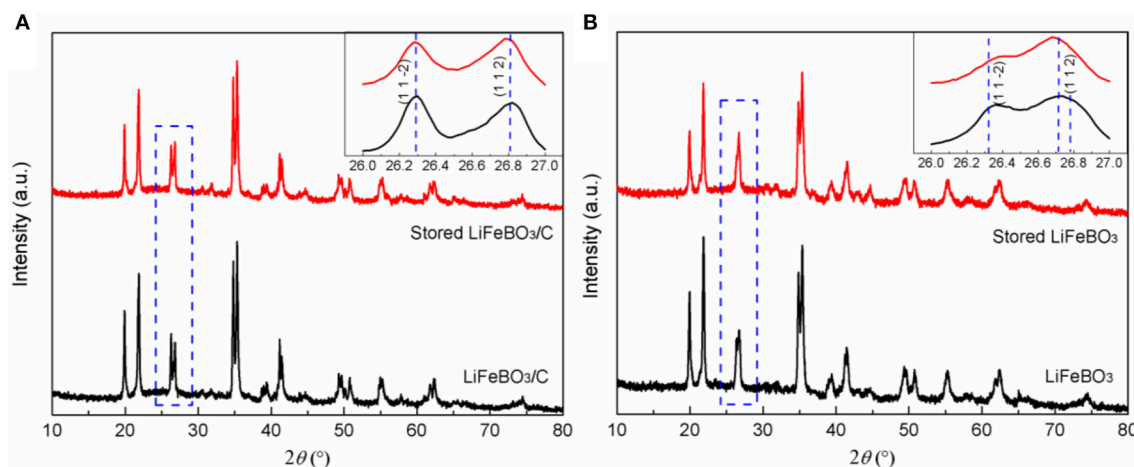 A
Intensity (a.u.)
(1 1 -2)
(1 1 2)
26.0 26.2 26.4 26.6 26.8 27.0
Stored LiFeBO₃/C
LiFeBO₃/C
10 20 30 40 50 60 70 80
2θ (°)
B
Intensity (a.u.)
(1 1 -2)
(1 1 2)
26.0 26.2 26.4 26.6 26.8 27.0
Stored LiFeBO₃
LiFeBO₃
10 20 30 40 50 60 70 80
2θ (°)